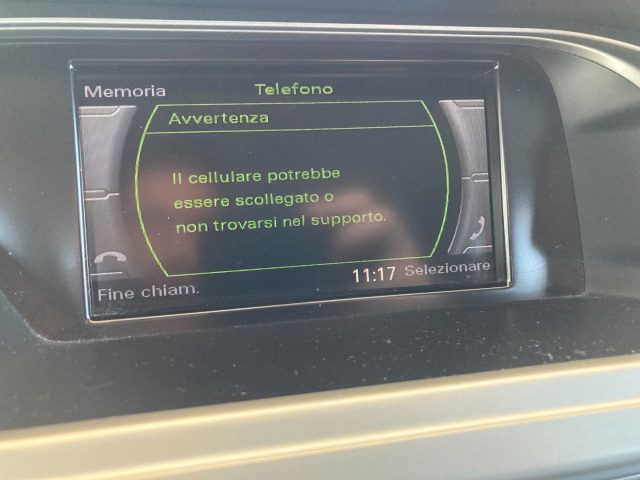 Memoria
Telefono
Avvertenza
Il cellulare potrebbe
essere scollegato o
non trovarsi nel supporto.
11:17 Selezionare
Fine chiam.